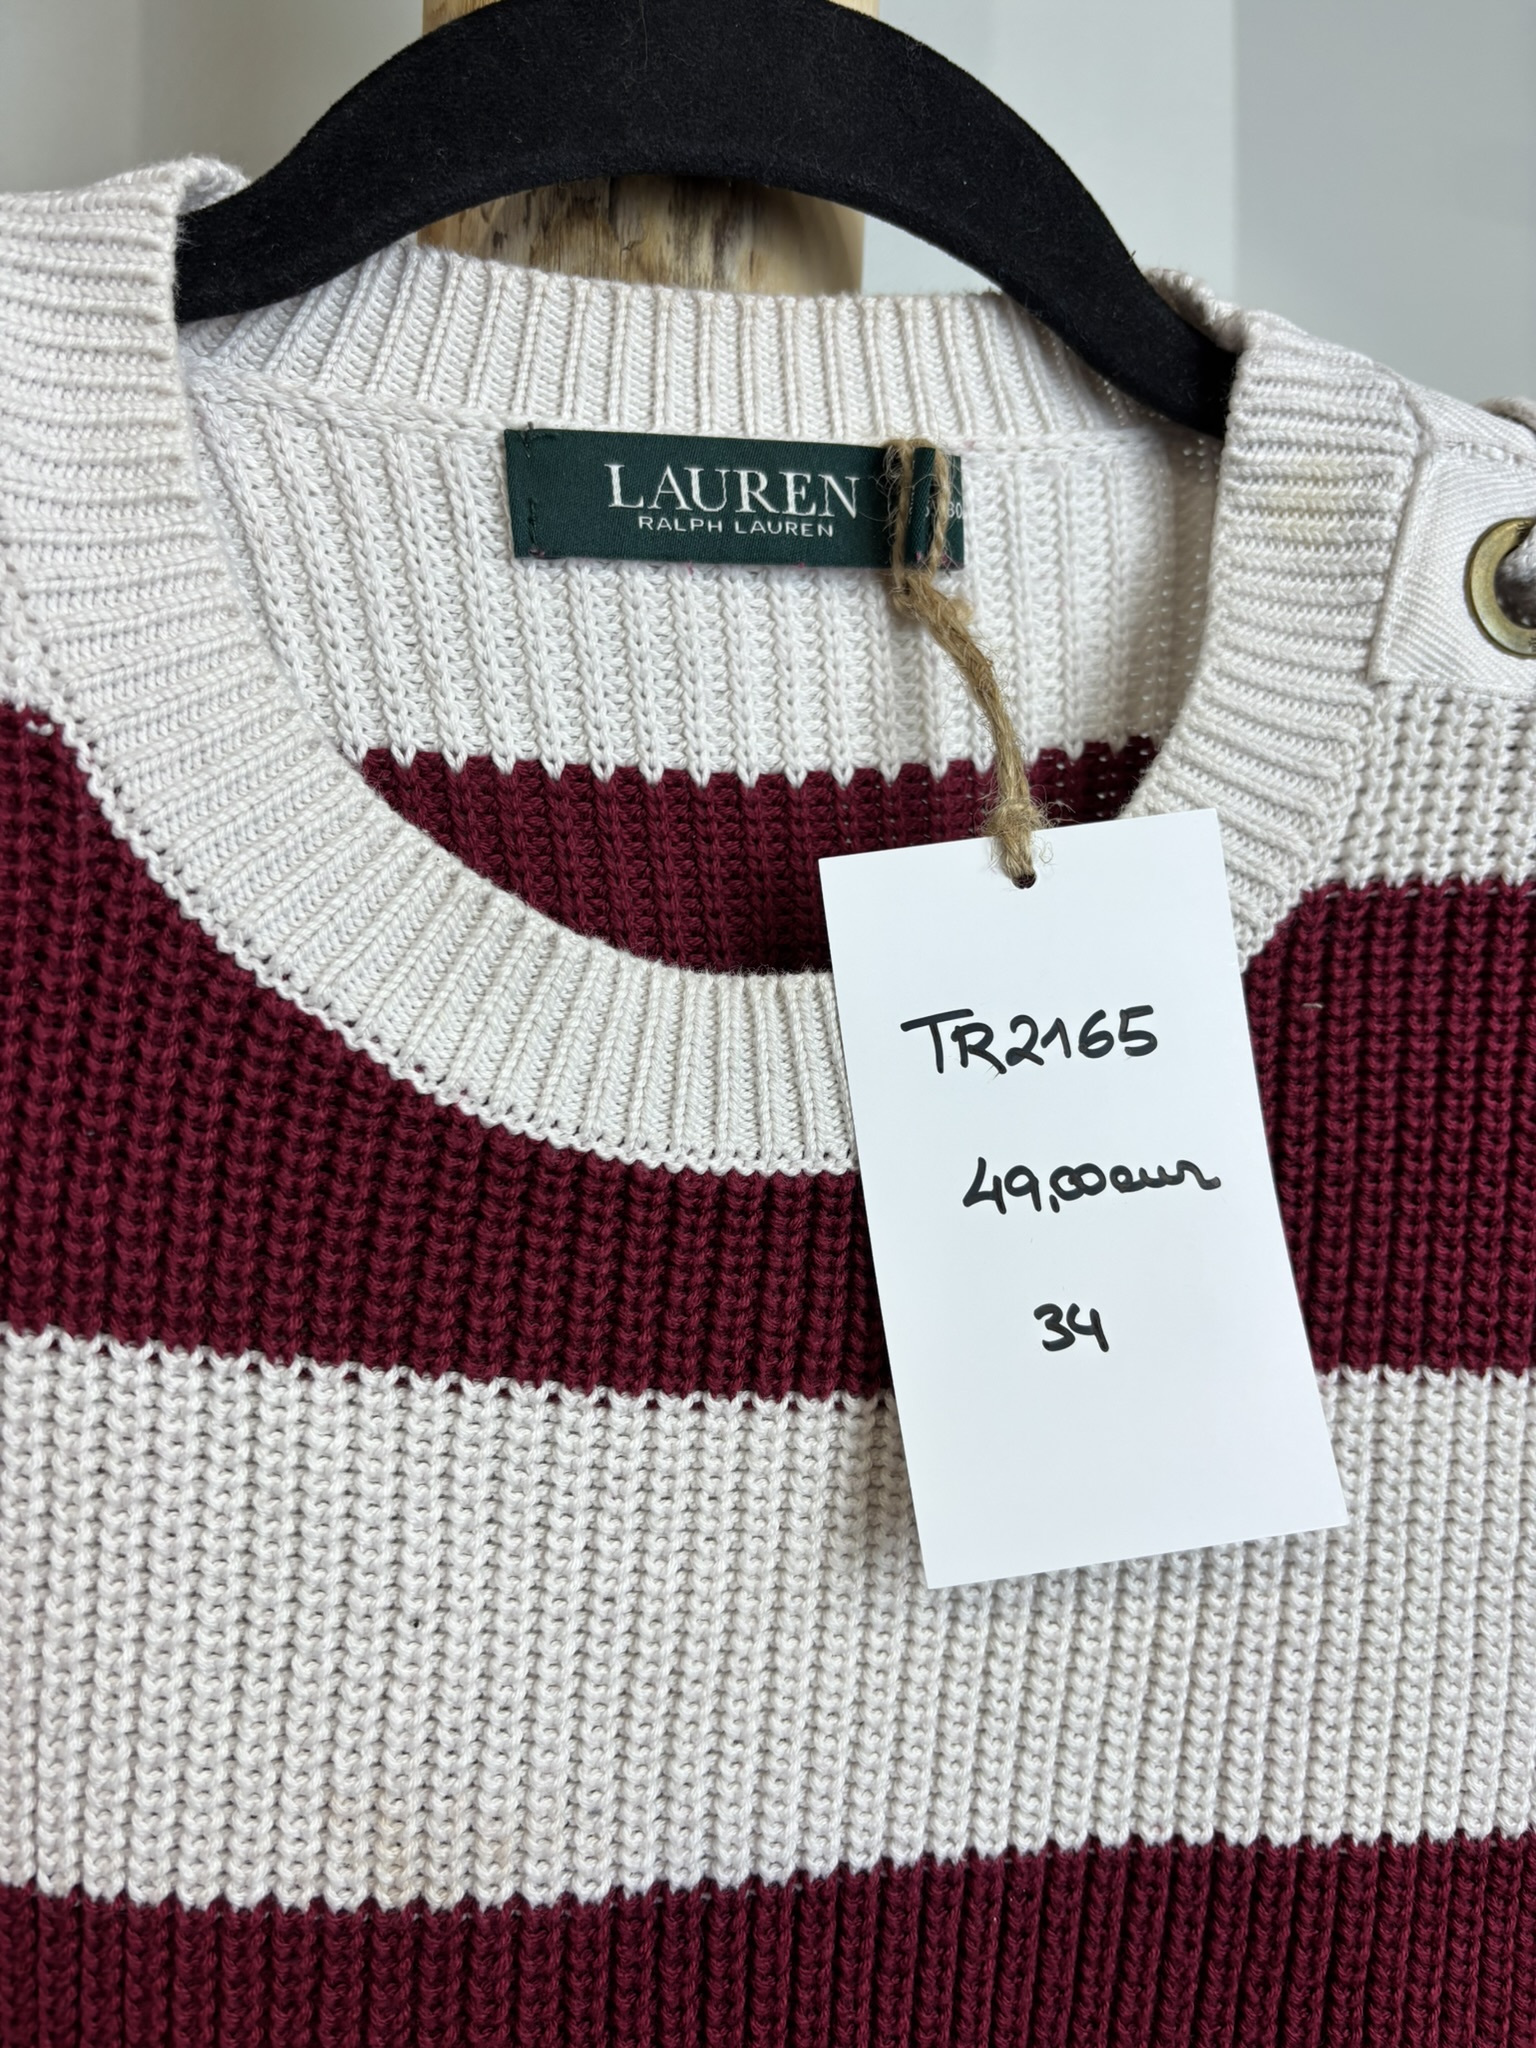 LAUREN
RALPH LAUREN
TR2165
49,00eur
34